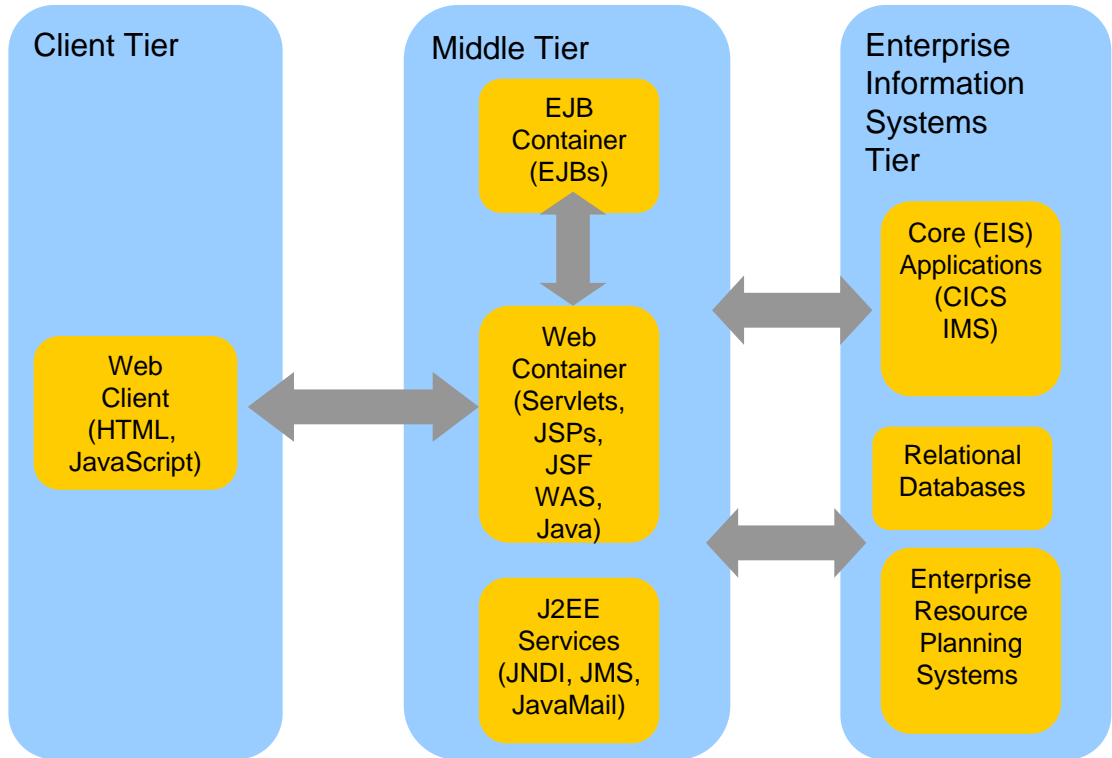 Client Tier
Web
Client
(HTML,
JavaScript)
Middle Tier
EJB
Container
(EJBs)
Web
Container
(Servlets,
JSPs,
JSF
WAS,
Java)
J2EE
Services
(JNDI, JMS,
JavaMail)
Enterprise
Information
Systems
Tier
Core (EIS)
Applications
(CICS
IMS)
Relational
Databases
Enterprise
Resource
Planning
Systems